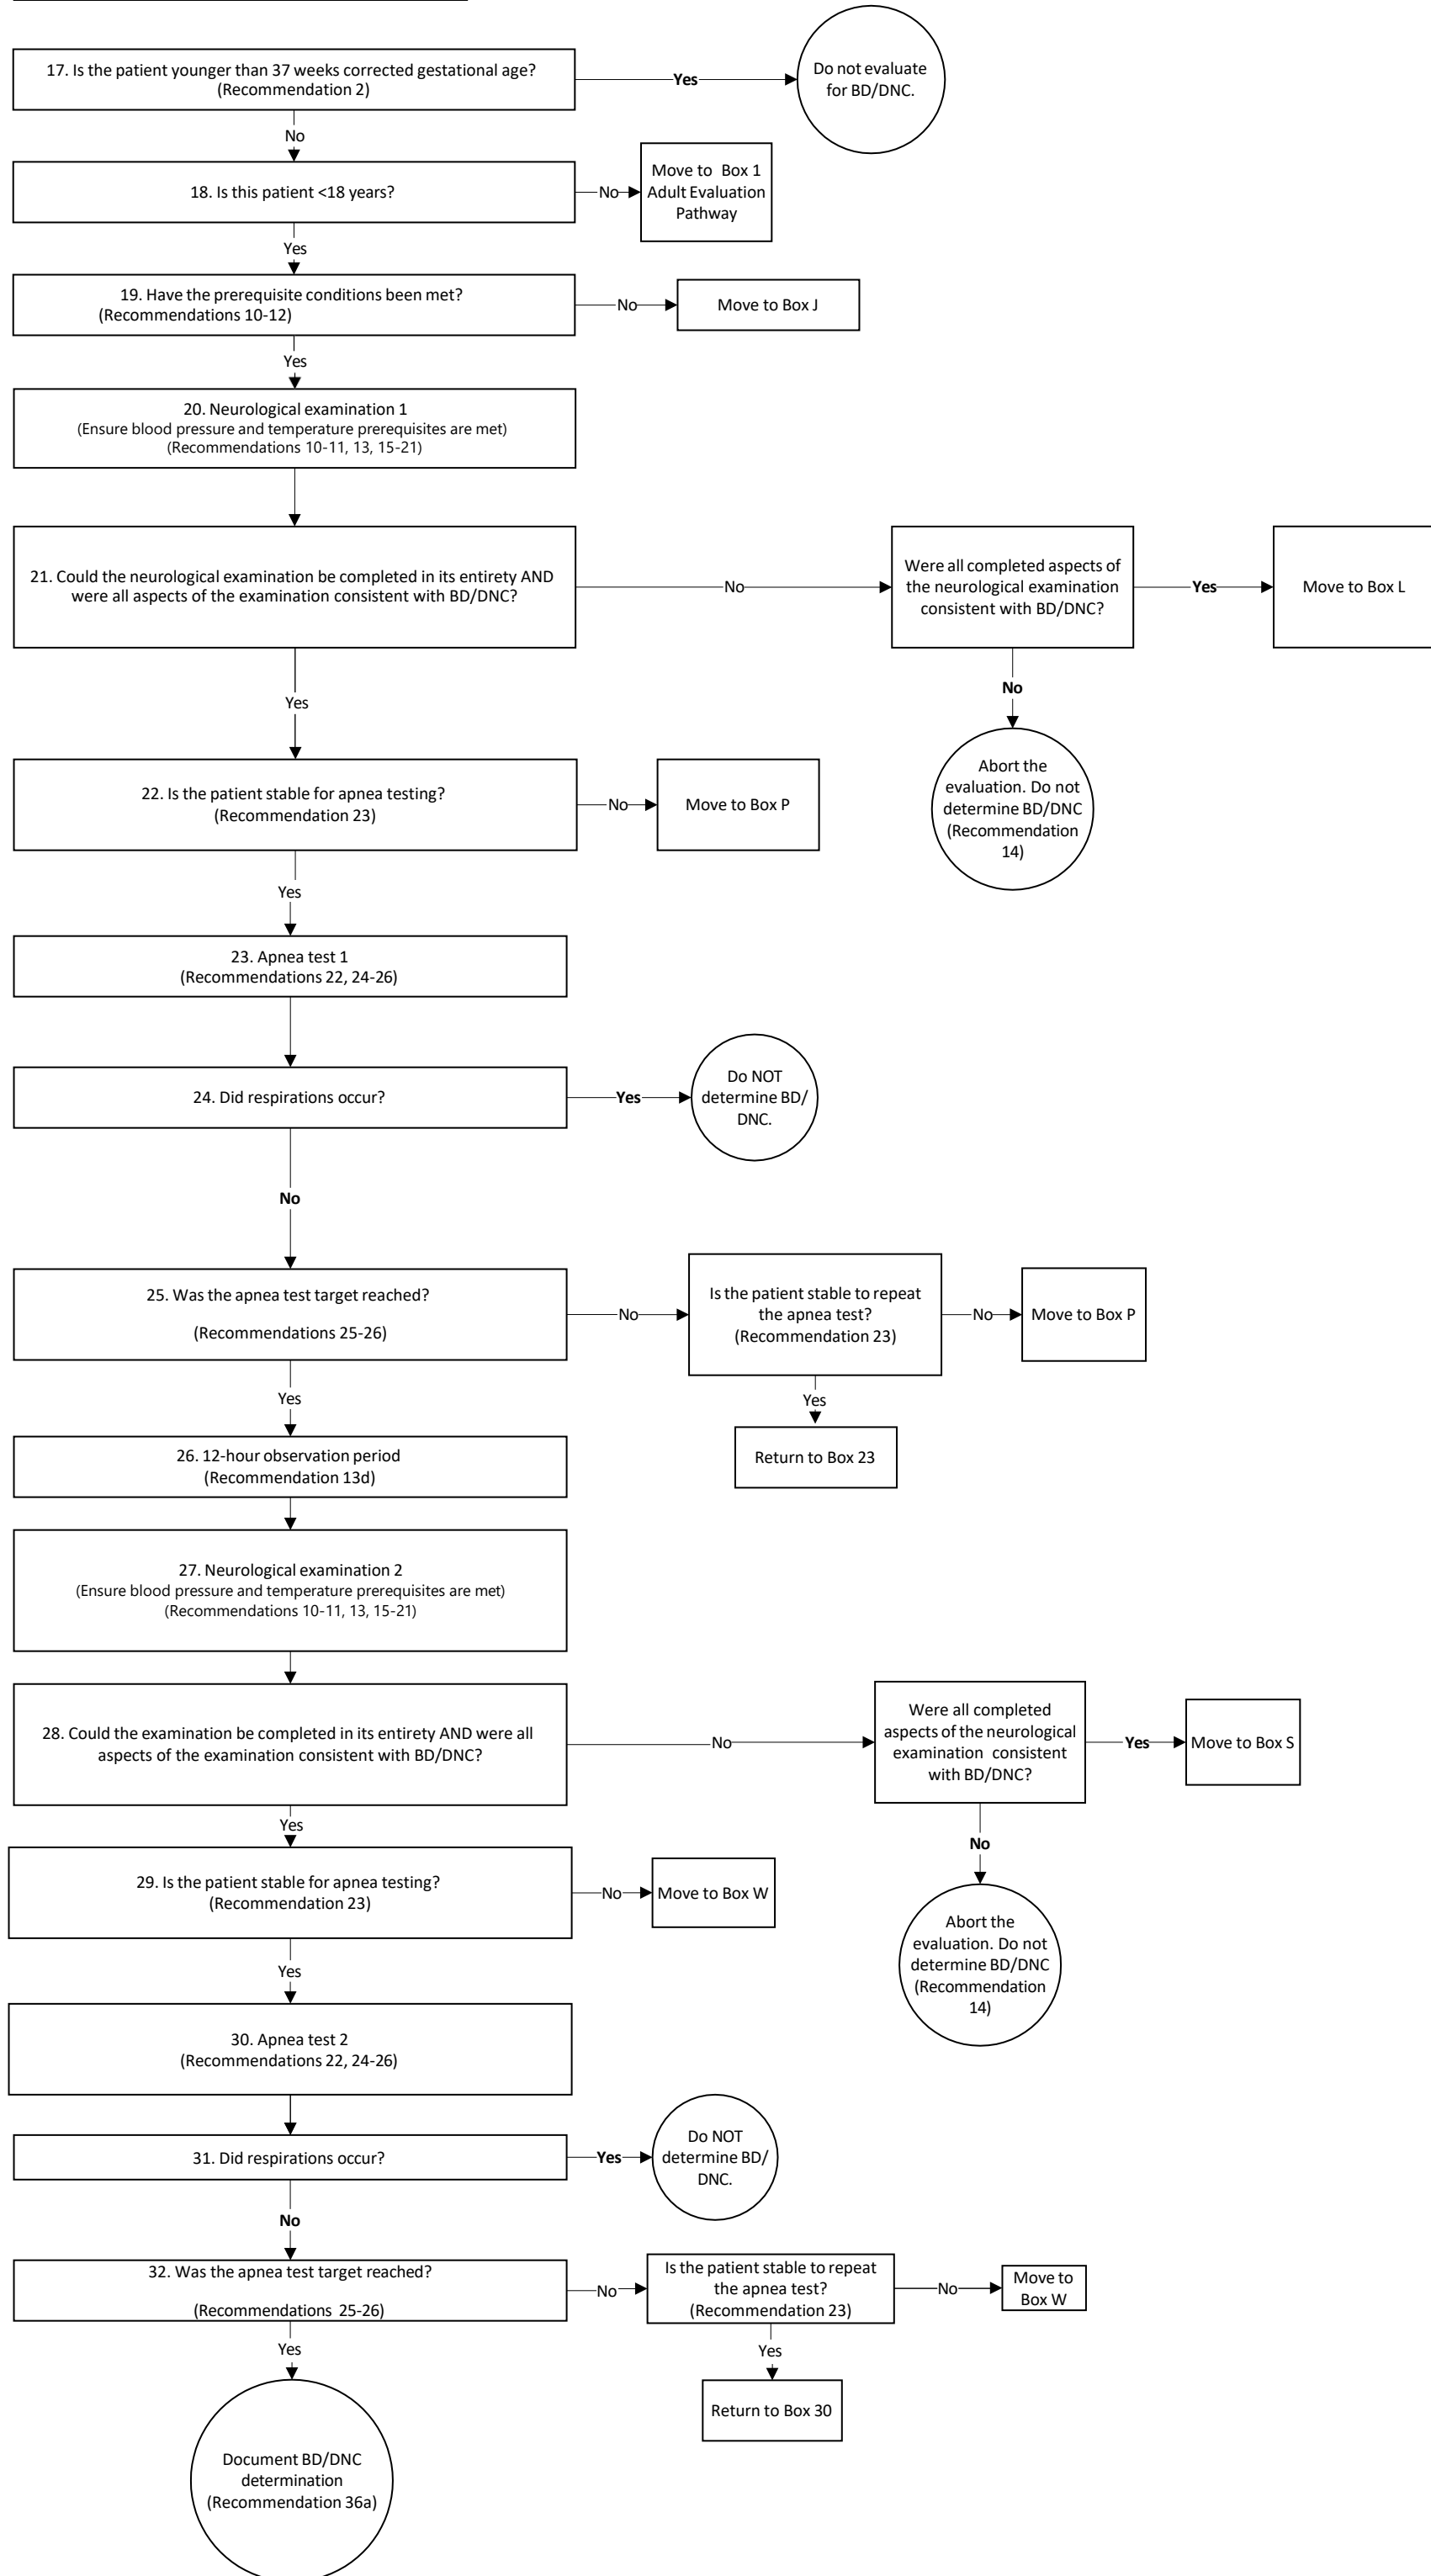 17. Is the patient younger than 37 weeks corrected gestational age?
(Recommendation 2)
Yes
Do not evaluate
for BD/DNC.
No
18. Is this patient <18 years?
No
Move to Box 1
Adult Evaluation
Pathway
Yes
19. Have the prerequisite conditions been met?
(Recommendations 10-12)
No
Move to Box J
Yes
20. Neurological examination 1
(Ensure blood pressure and temperature prerequisites are met)
(Recommendations 10-11, 13, 15-21)
21. Could the neurological examination be completed in its entirety AND
were all aspects of the examination consistent with BD/DNC?
No
Were all completed aspects of
the neurological examination
consistent with BD/DNC?
Yes
Move to Box L
No
Abort the
evaluation. Do not
determine BD/DNC
(Recommendation
14)
Yes
22. Is the patient stable for apnea testing?
(Recommendation 23)
No
Move to Box P
Yes
23. Apnea test 1
(Recommendations 22, 24-26)
24. Did respirations occur?
Yes
Do NOT
determine BD/
DNC.
No
25. Was the apnea test target reached?
(Recommendations 25-26)
No
Is the patient stable to repeat
the apnea test?
(Recommendation 23)
No
Move to Box P
Yes
Return to Box 23
Yes
26. 12-hour observation period
(Recommendation 13d)
27. Neurological examination 2
(Ensure blood pressure and temperature prerequisites are met)
(Recommendations 10-11, 13, 15-21)
28. Could the examination be completed in its entirety AND were all
aspects of the examination consistent with BD/DNC?
No
Were all completed
aspects of the neurological
examination consistent
with BD/DNC?
Yes
Move to Box S
No
Abort the
evaluation. Do not
determine BD/DNC
(Recommendation
14)
Yes
29. Is the patient stable for apnea testing?
(Recommendation 23)
No
Move to Box W
Yes
30. Apnea test 2
(Recommendations 22, 24-26)
31. Did respirations occur?
Yes
Do NOT
determine BD/
DNC.
No
32. Was the apnea test target reached?
(Recommendations 25-26)
No
Is the patient stable to repeat
the apnea test?
(Recommendation 23)
No
Move to
Box W
Yes
Return to Box 30
Yes
Document BD/DNC
determination
(Recommendation 36a)